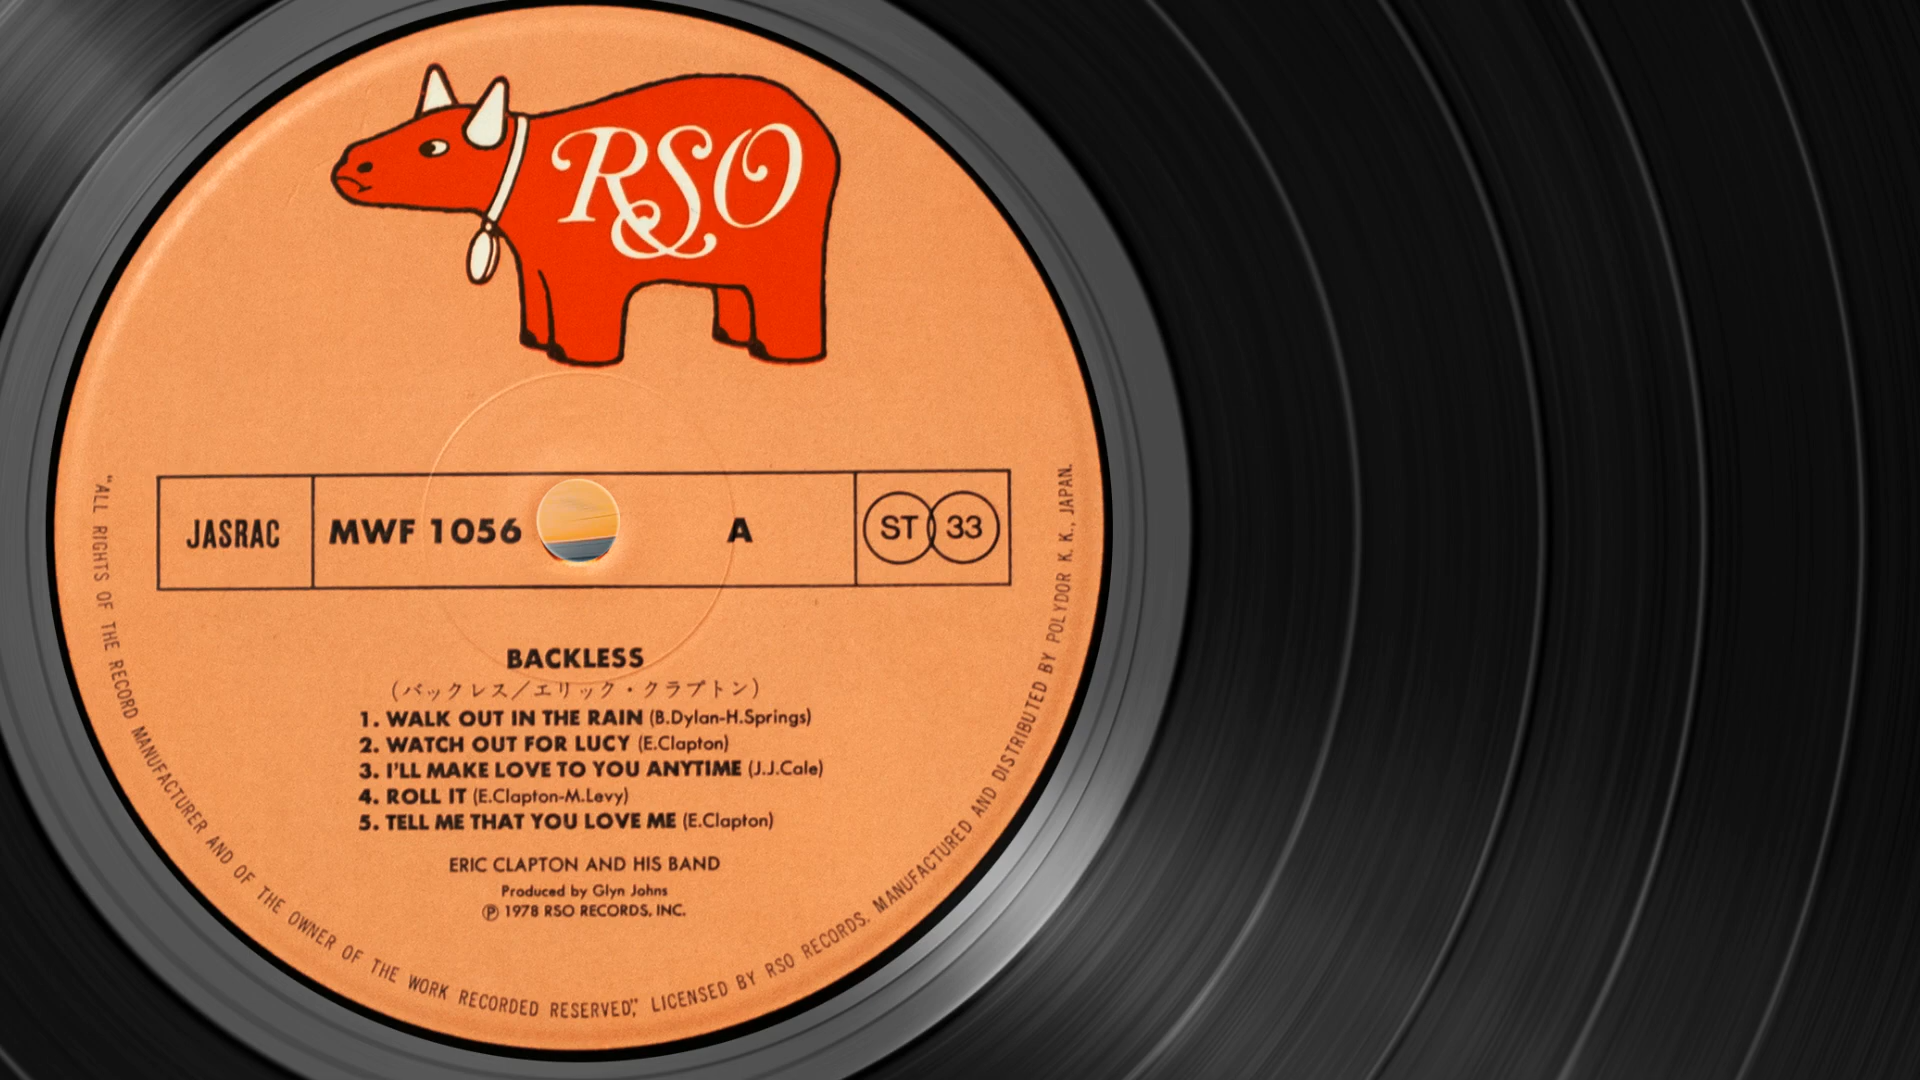 RSO
JASRAC
MWF 1056
A
ST 33
BACKLESS
(バックレス/エリック・クラプトン)
1. WALK OUT IN THE RAIN (B.Dylan-H.Springs)
2. WATCH OUT FOR LUCY (E.Clapton)
3. I'LL MAKE LOVE TO YOU ANYTIME (J.J.Cale)
4. ROLL IT (E.Clapton-M.Levy)
5. TELL ME THAT YOU LOVE ME (E.Clapton)
ERIC CLAPTON AND HIS BAND
Produced by Glyn Johns
℗ 1978 RSO RECORDS, INC.
"ALL RIGHTS OF THE RECORD MANUFACTURER AND OF THE OWNER OF THE WORK RECORDED RESERVED," LICENSED BY RSO RECORDS. MANUFACTURED AND DISTRIBUTED BY POLYDOR K. K., JAPAN.